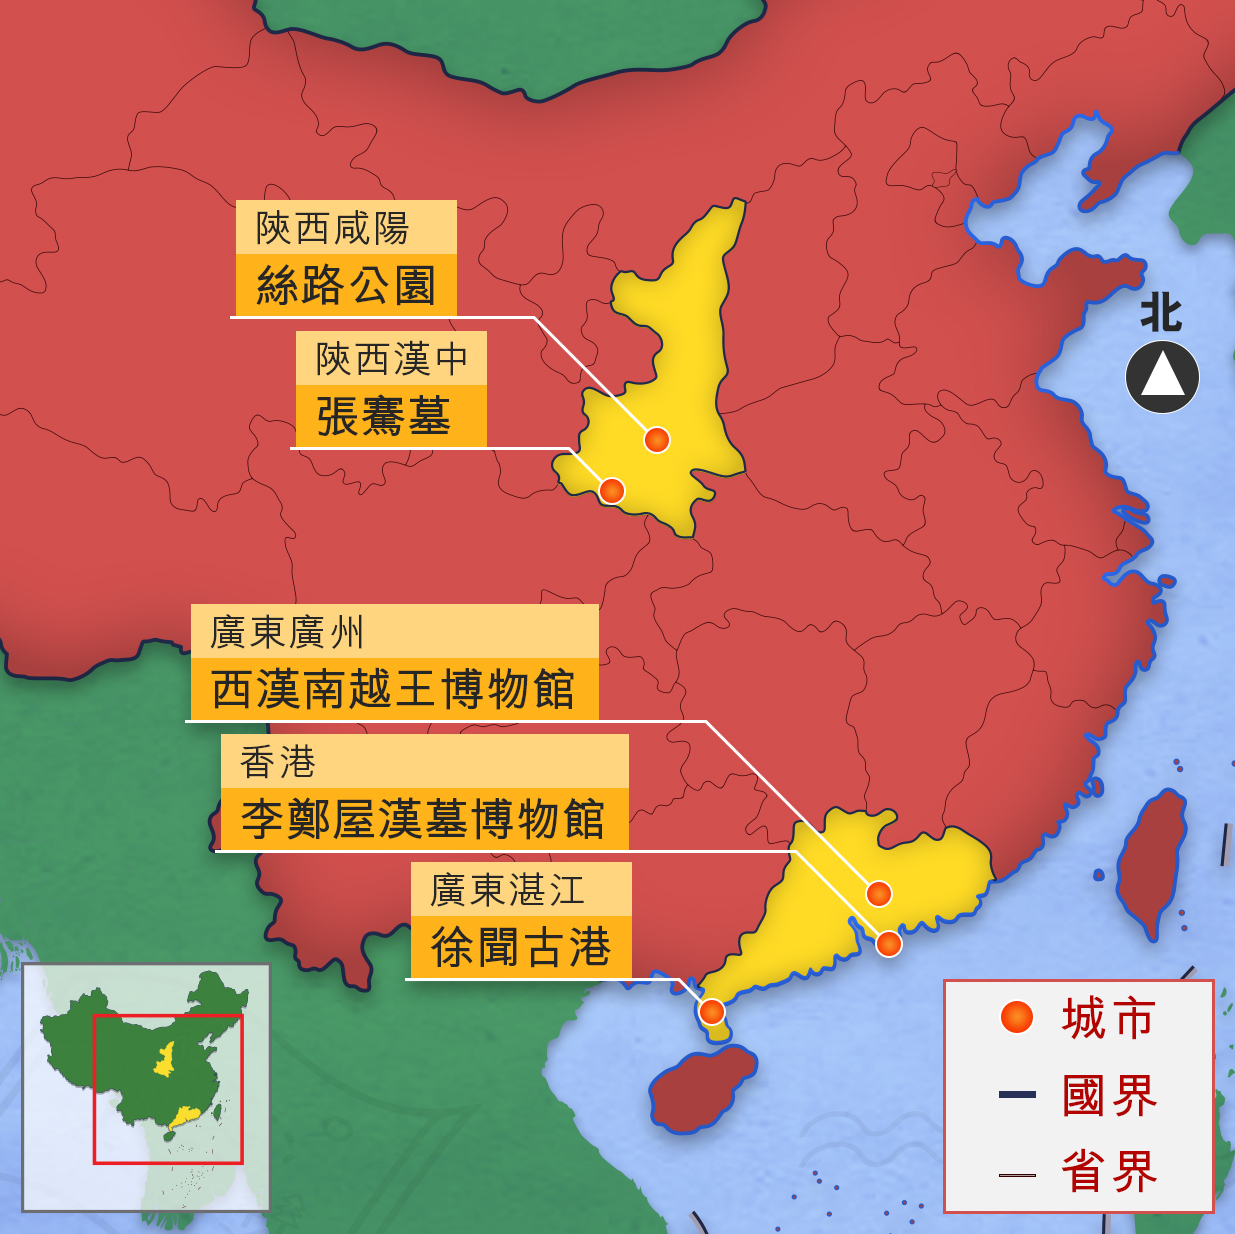 陝西咸陽
絲路公園
陝西漢中
張騫墓
北
廣東廣州
西漢南越王博物館
香港
李鄭屋漢墓博物館
廣東湛江
徐聞古港
城市
國界
省界